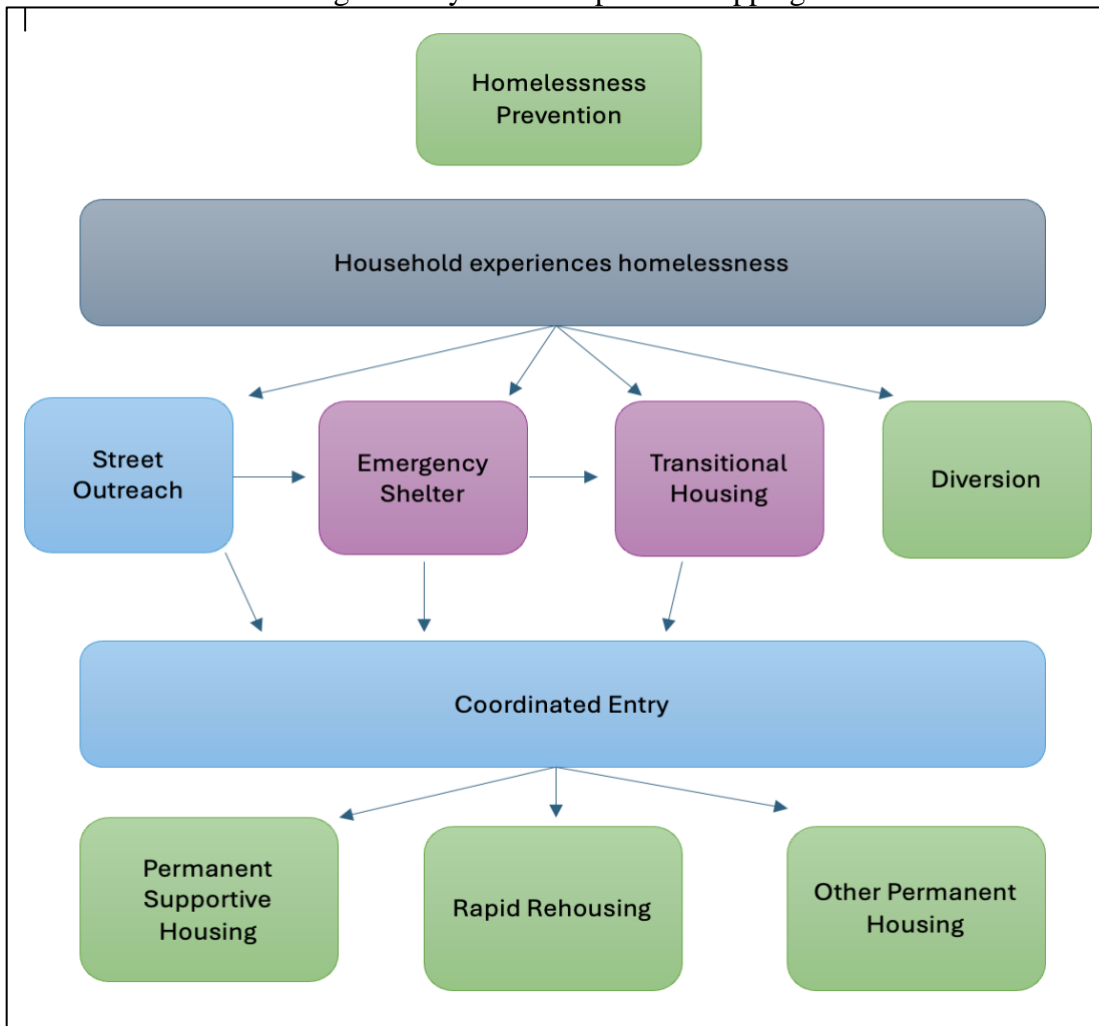 Homelessness
Prevention
Household experiences homelessness
Street
Outreach
Emergency
Shelter
Transitional
Housing
Diversion
Coordinated Entry
Permanent
Supportive
Housing
Rapid Rehousing
Other Permanent
Housing